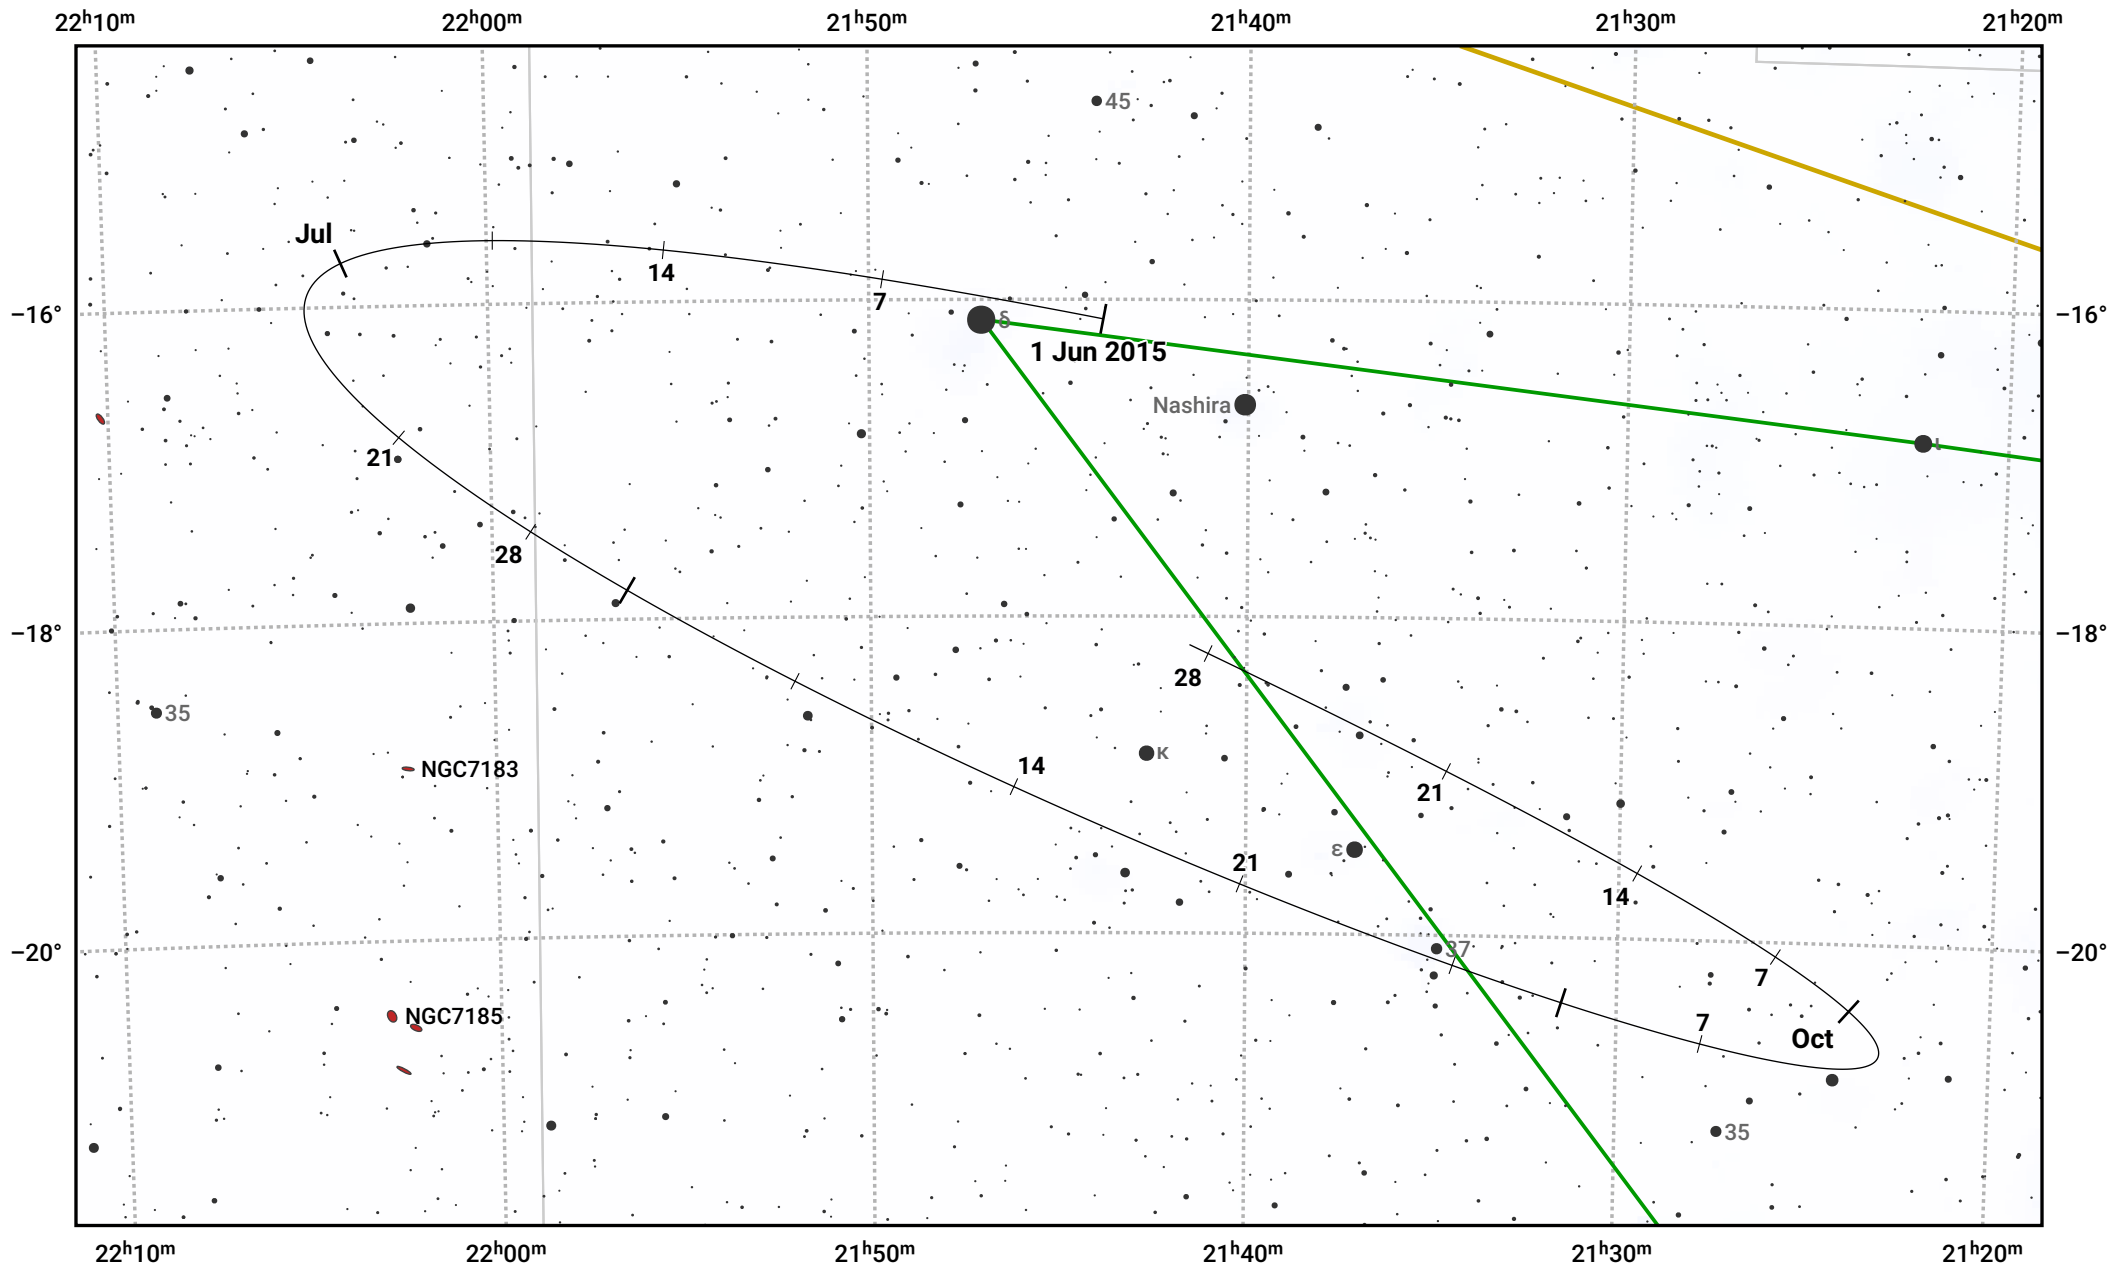 22ʰ10ᵐ 22ʰ00ᵐ 21ʰ50ᵐ 21ʰ40ᵐ 21ʰ30ᵐ 21ʰ20ᵐ
45
Jul
14
7
−16° δ −16°
1 Jun 2015
Nashira
ι
21
28
−18° −18°
28
35
κ
NGC7183 14
21
ε 21
14
37
−20° −20°
7
NGC7185
7 Oct
35
22ʰ10ᵐ 22ʰ00ᵐ 21ʰ50ᵐ 21ʰ40ᵐ 21ʰ30ᵐ 21ʰ20ᵐ